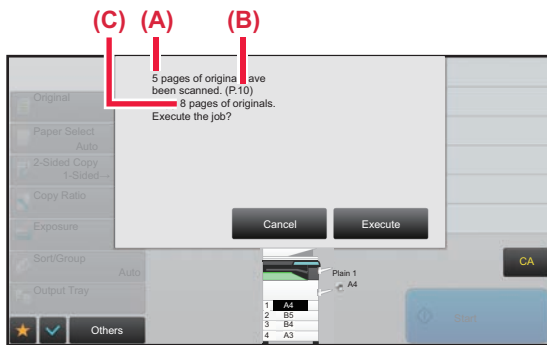 (C) (A) (B)
5 pages of original have
been scanned. (P.10)
8 pages of originals.
Execute the job?
Original
Paper Select
Auto
2-Sided Copy
1-Sided→
Copy Ratio
Exposure
Sort/Group
Auto
Output Tray
Others
Cancel
Execute
Plain 1
A4
1 A4
2 B5
3 B4
4 A3
CA
Start